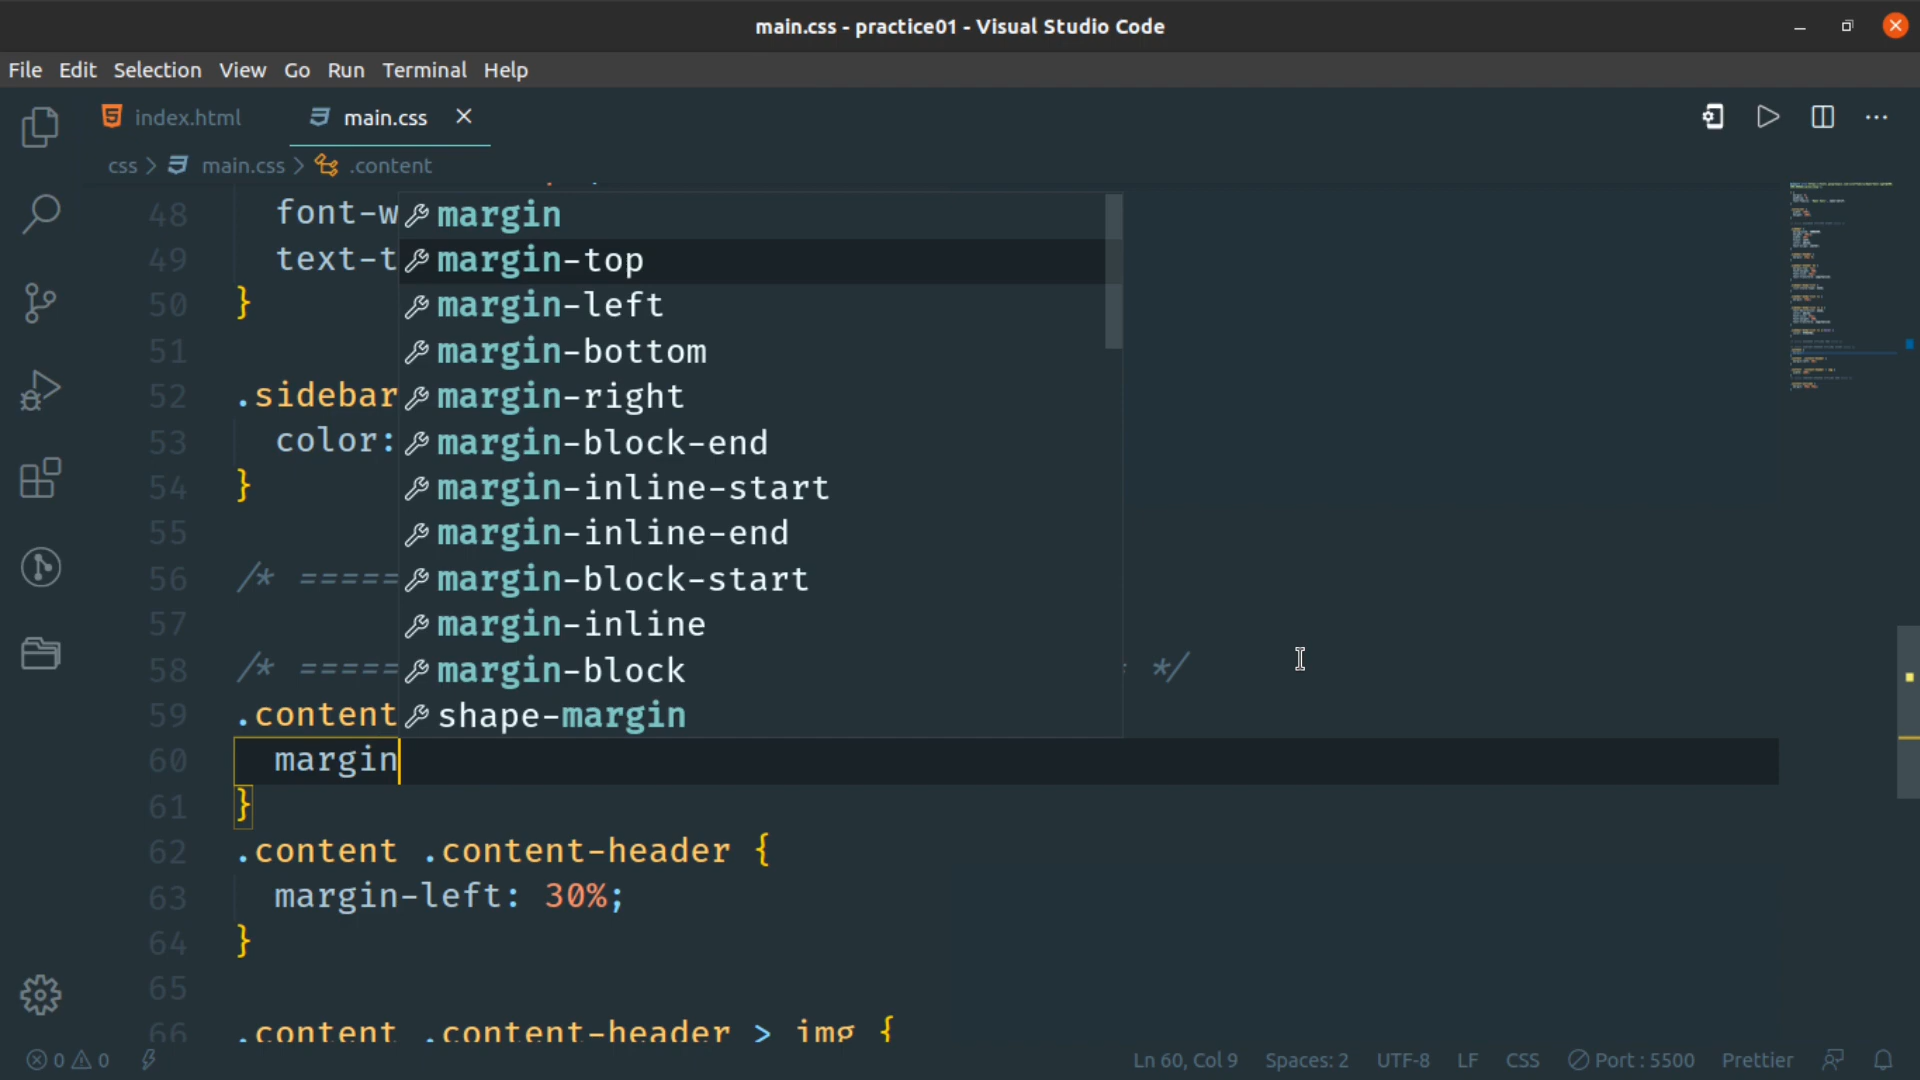 main.css - practice01 - Visual Studio Code
File Edit Selection View Go Run Terminal Help
index.html main.css
css > main.css > .content
48 font-w
49 text-t
50 }
51
52 .sidebar
53 color:
54 }
55
56 /* =====
57
58 /* ===== */
59 .content
60 margin
61 }
62 .content .content-header {
63 margin-left: 30%;
64 }
65
66 .content .content-header > img {
margin
margin-top
margin-left
margin-bottom
margin-right
margin-block-end
margin-inline-start
margin-inline-end
margin-block-start
margin-inline
margin-block
shape-margin
0 0 Ln 60, Col 9 Spaces: 2 UTF-8 LF CSS Port : 5500 Prettier